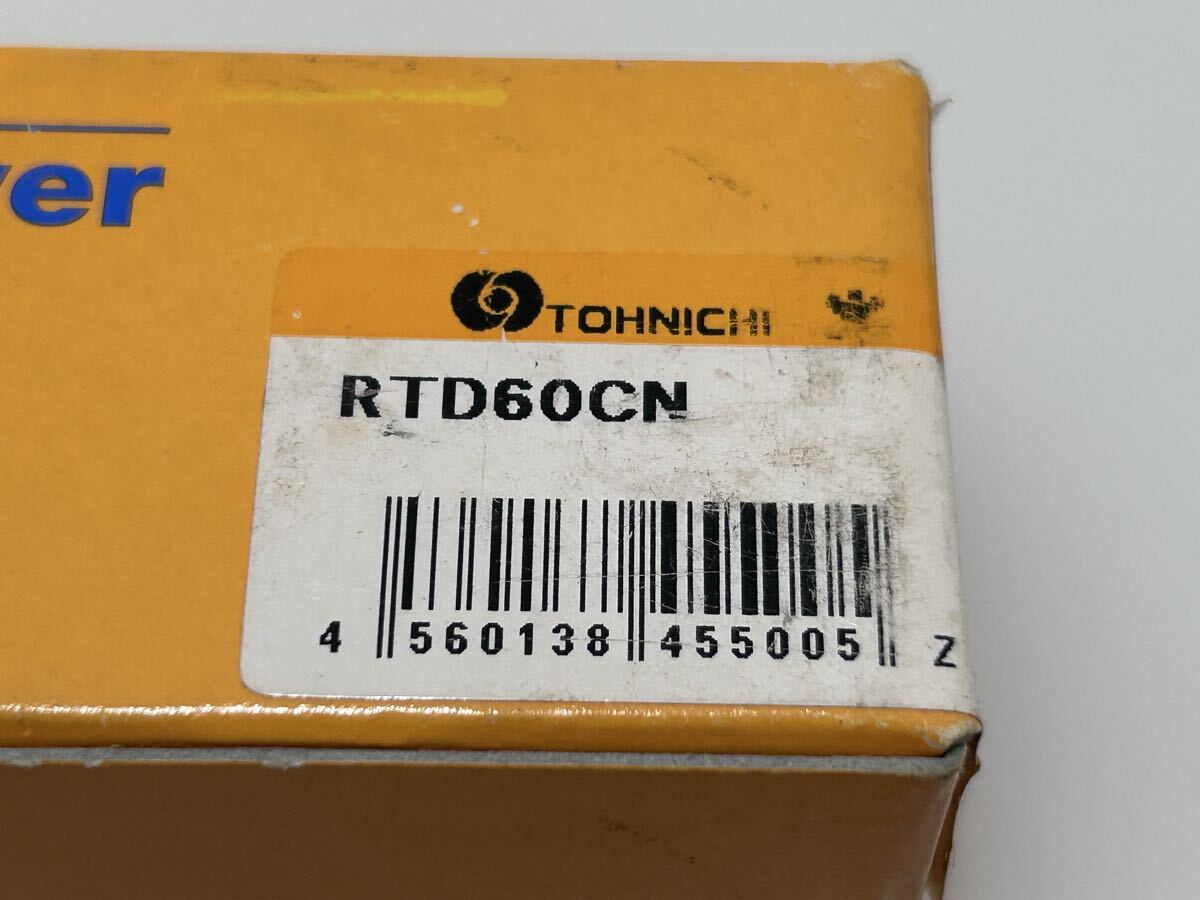 ver
TOHNICHI
RTD60CN
4 560138 455005 Z